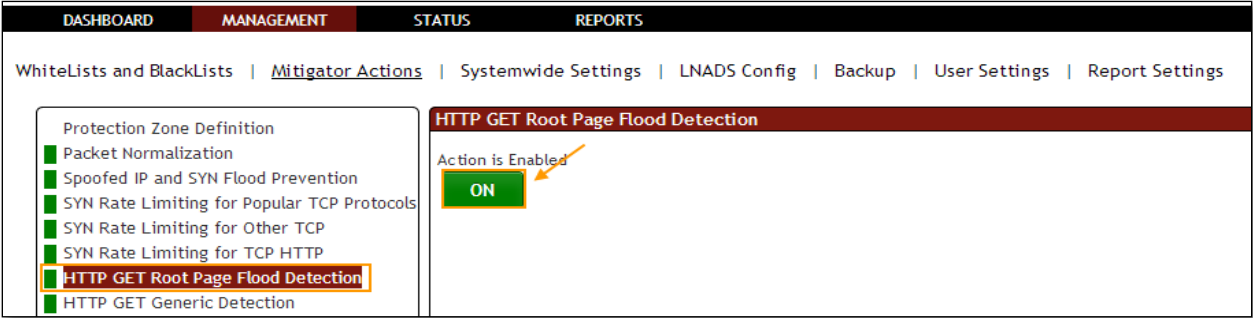 DASHBOARD MANAGEMENT STATUS REPORTS
WhiteLists and BlackLists | Mitigator Actions | Systemwide Settings | LNADS Config | Backup | User Settings | Report Settings
Protection Zone Definition
Packet Normalization
Spoofed IP and SYN Flood Prevention
SYN Rate Limiting for Popular TCP Protocols
SYN Rate Limiting for Other TCP
SYN Rate Limiting for TCP HTTP
HTTP GET Root Page Flood Detection
HTTP GET Generic Detection
HTTP GET Root Page Flood Detection
Action is Enabled
ON